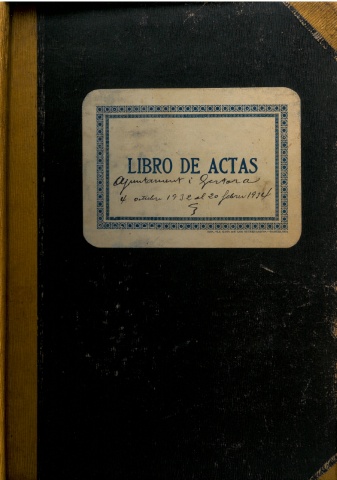 LIBRO DE ACTAS
Ajuntament i Gestora
4 octubre 1932 al 20 febrer 1934